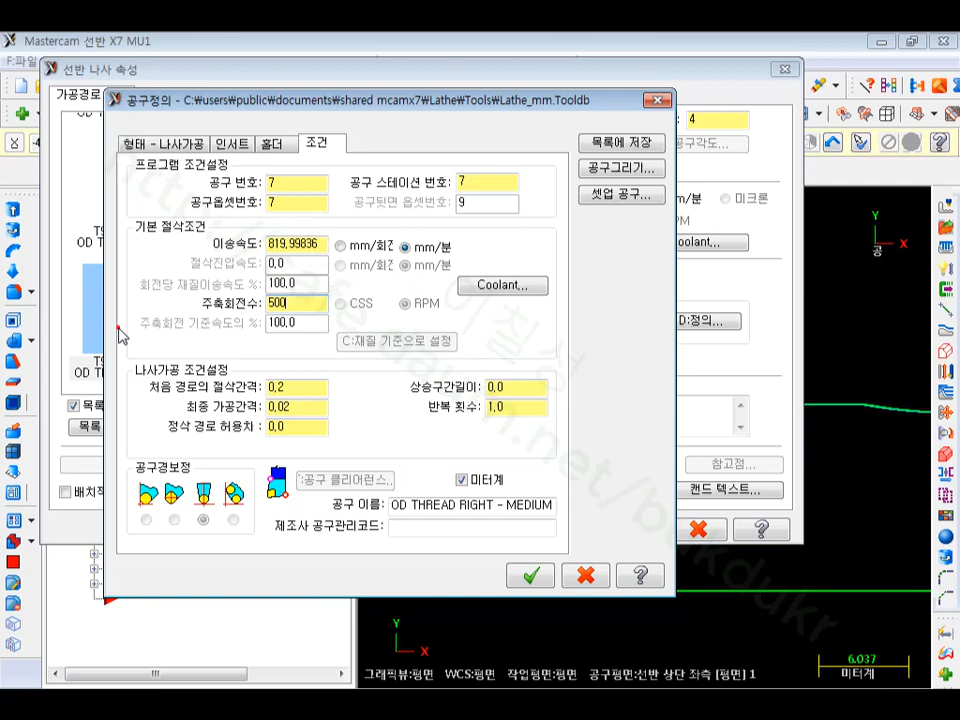 Mastercam 선반 X7 MU1
F:파일
선반 나사 속성
가공경로
공구정의 - C:₩users₩public₩documents₩shared mcamx7₩Lathe₩Tools₩Lathe_mm.Tooldb
형태 - 나사가공 인서트 홀더 조건
목록에 저장
공구그리기...
셋업 공구...
프로그램 조건설정
공구 번호: 7 공구 스테이션 번호: 7
공구옵셋번호: 7 공구뒷면 옵셋번호: 9
기본 절삭조건
이송속도: 819.99836 mm/회전 mm/분
절삭진입속도: 0.0 mm/회전 mm/분
회전당 재질이송속도 %: 100.0 Coolant...
주축회전수: 500 CSS RPM
주축회전 기준속도의 %: 100.0
C:재질 기준으로 설정
나사가공 조건설정
처음 경로의 절삭간격: 0.2 상승구간길이: 0.0
최종 가공간격: 0.02 반복 횟수: 1.0
정삭 경로 허용차: 0.0
공구경보정
:공구 클리어런스.. 미터계
공구 이름: OD THREAD RIGHT - MEDIUM
제조사 공구관리코드:
4
공구각도...
mm/분 미크론
PM
oolant...
D:정의...
참고점...
캔드 텍스트...
OD T
T9
OD TH
목록
목록
배치적
Y
X
공
Y
X
6.037
미터계
그래픽뷰:평면 WCS:평면 작업평면:평면 공구평면:선반 상단 좌측 [평면] 1
이철성